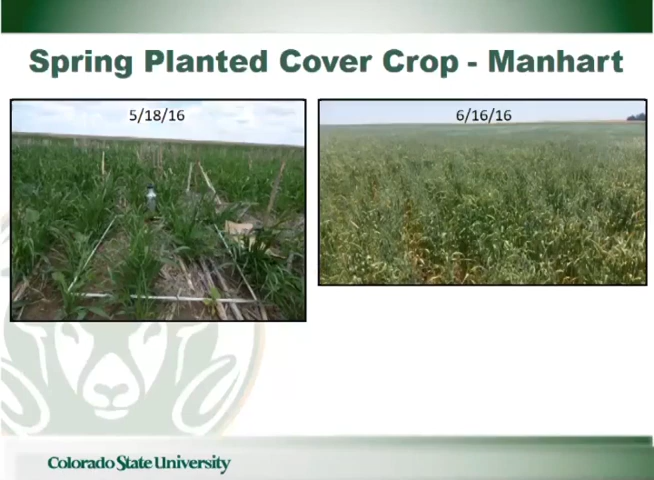 Spring Planted Cover Crop - Manhart
5/18/16
6/16/16
Colorado State University